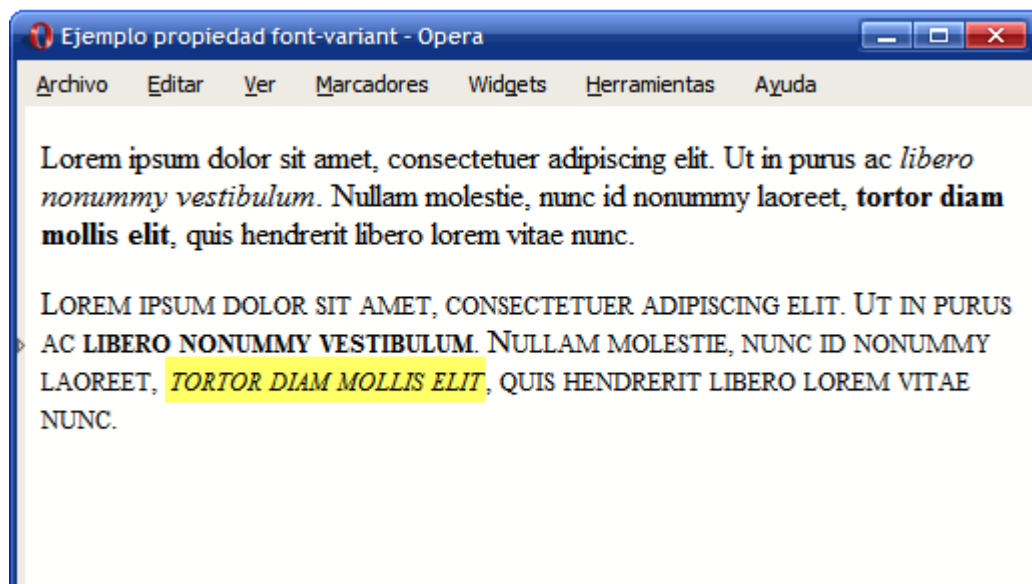 Ejemplo propiedad font-variant - Opera
Archivo Editar Ver Marcadores Widgets Herramientas Ayuda
Lorem ipsum dolor sit amet, consectetuer adipiscing elit. Ut in purus ac libero
nonummy vestibulum. Nullam molestie, nunc id nonummy laoreet, tortor diam
mollis elit, quis hendrerit libero lorem vitae nunc.
LOREM IPSUM DOLOR SIT AMET, CONSECTETUER ADIPISCING ELIT. UT IN PURUS
AC LIBERO NONUMMY VESTIBULUM. NULLAM MOLESTIE, NUNC ID NONUMMY
LAOREET, TORTOR DIAM MOLLIS ELIT, QUIS HENDRERIT LIBERO LOREM VITAE
NUNC.